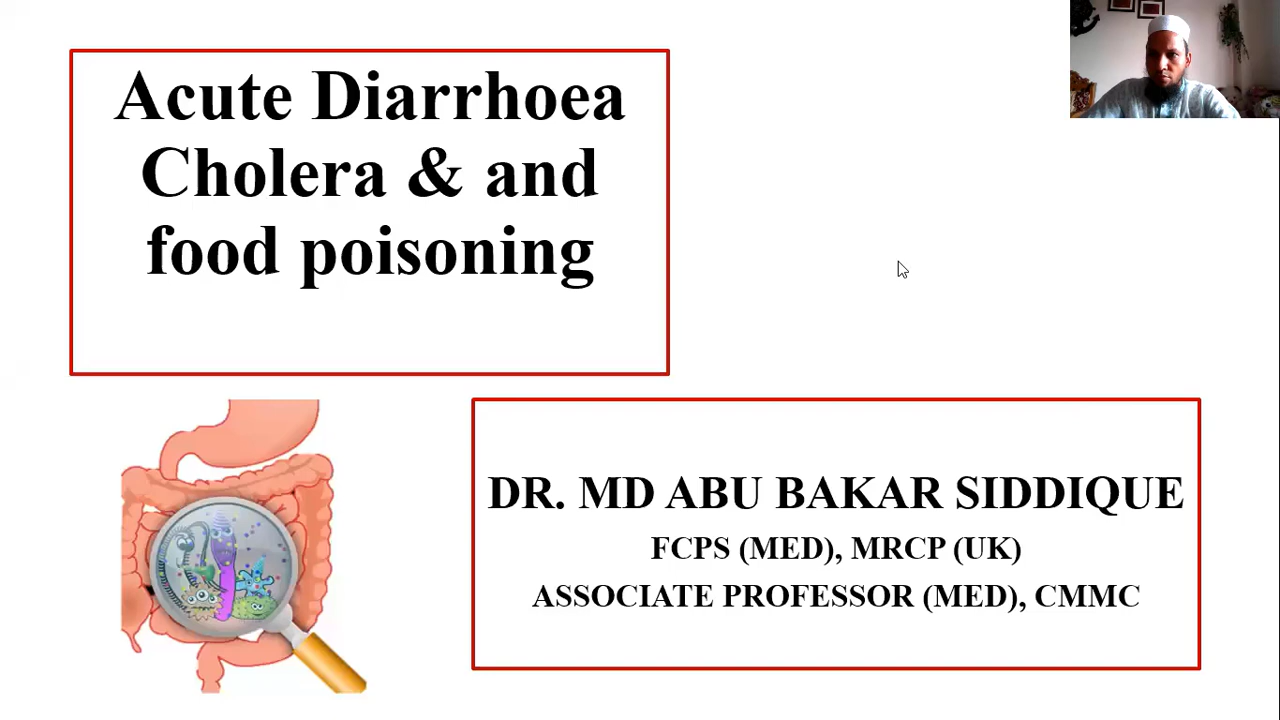 Acute Diarrhoea
Cholera & and
food poisoning
DR. MD ABU BAKAR SIDDIQUE
FCPS (MED), MRCP (UK)
ASSOCIATE PROFESSOR (MED), CMMC